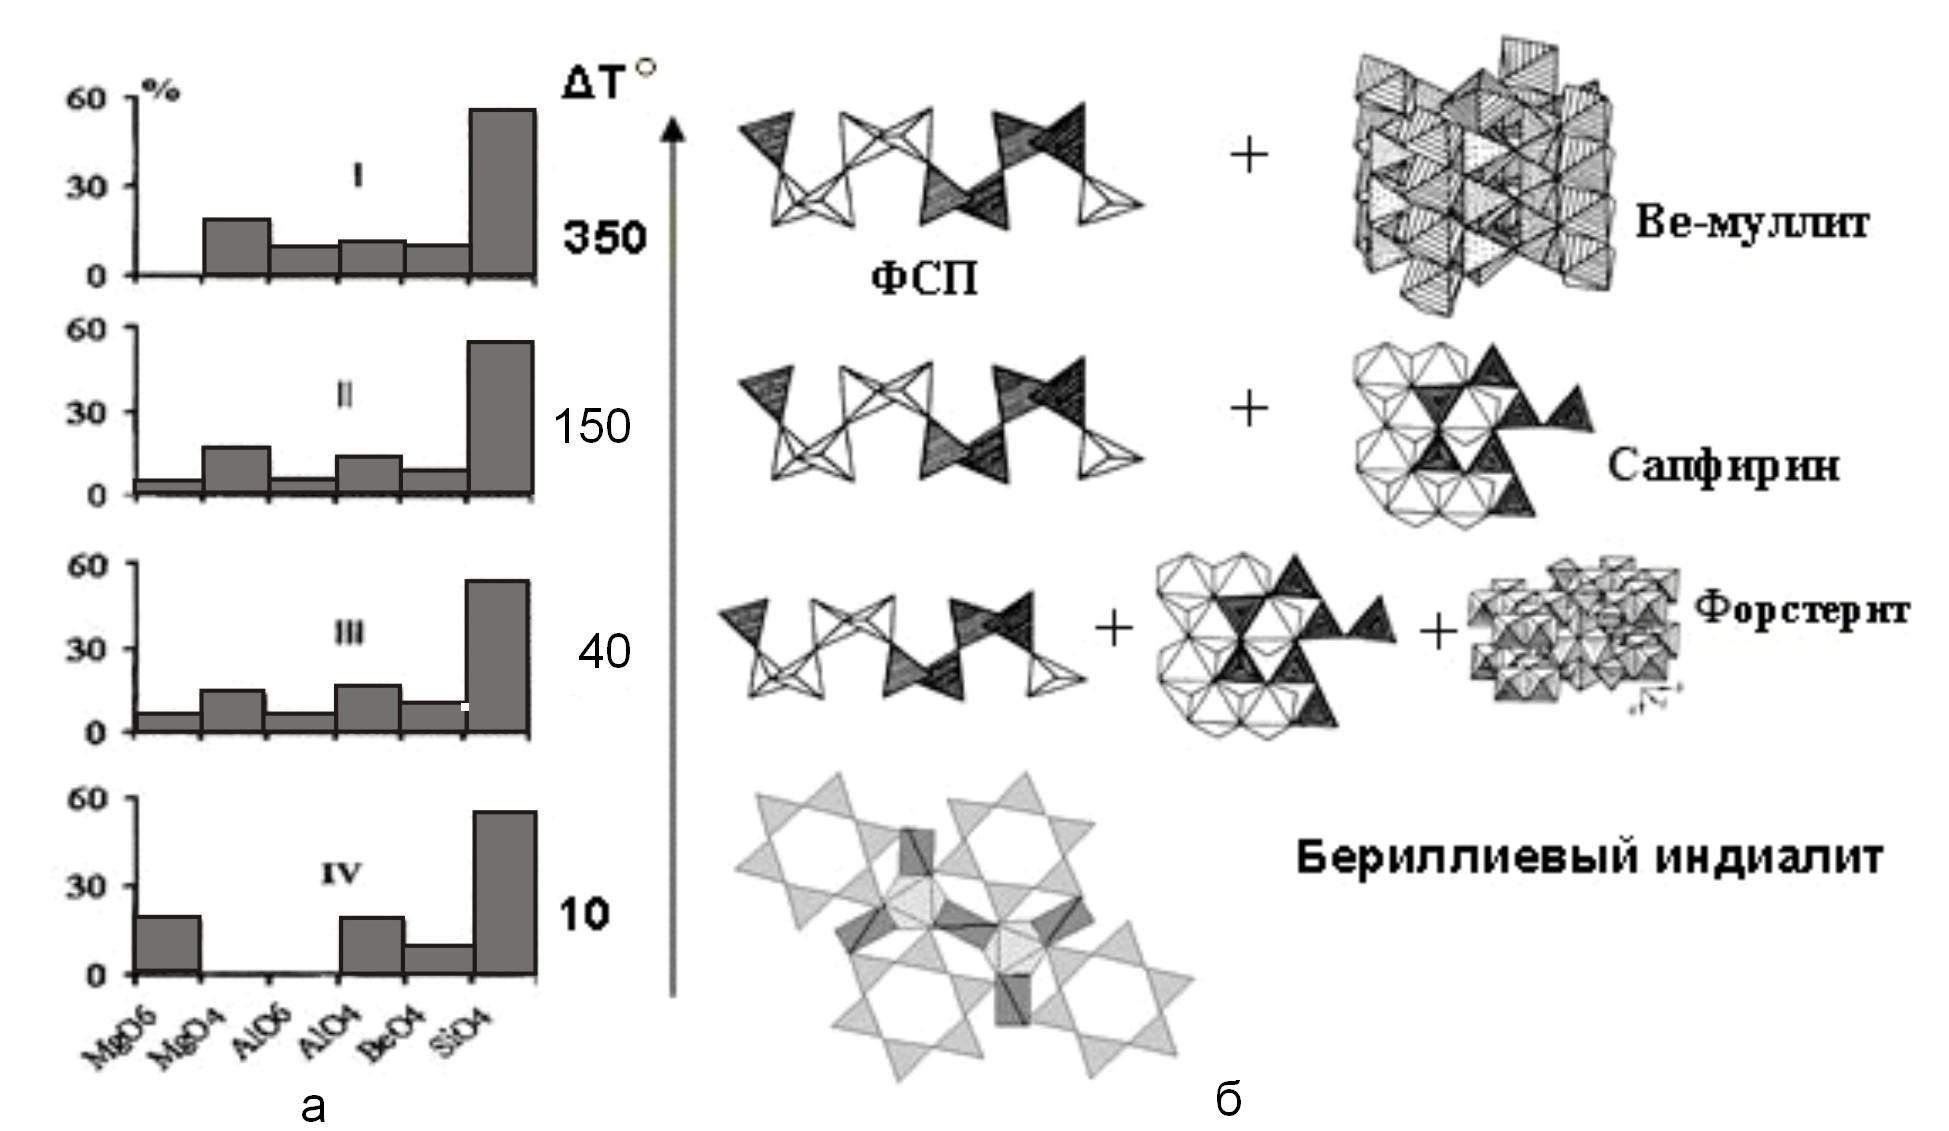 %
60
30
0
I
ΔT°
350
ФСП
+
Ве-муллит
60
30
0
II
150
+
Сапфирин
60
30
0
III
40
+
+
Форстерит
60
30
0
IV
10
Бериллиевый индиалит
MgO6
MgO4
AlO6
AlO4
BeO4
SiO4
а
б